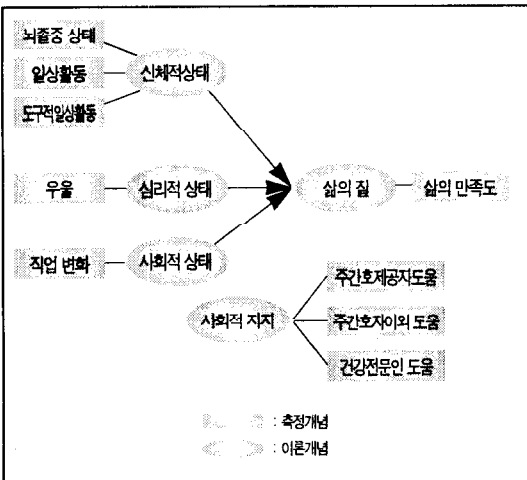 뇌졸중 상태
일상활동
신체적상태
도구적일상활동
우울
심리적 상태
삶의 질
삶의 만족도
직업 변화
사회적 상태
주간호제공자도움
사회적 지지
주간호자이외 도움
건강전문인 도움
: 측정개념
: 이론개념